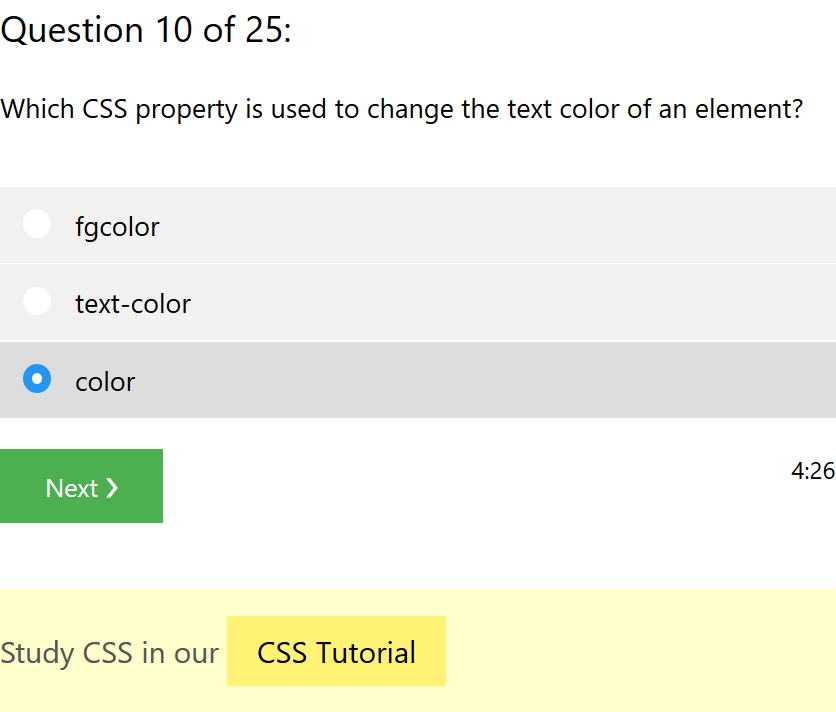 Question 10 of 25:
Which CSS property is used to change the text color of an element?
fgcolor
text-color
color
Next ❯
4:26
Study CSS in our CSS Tutorial